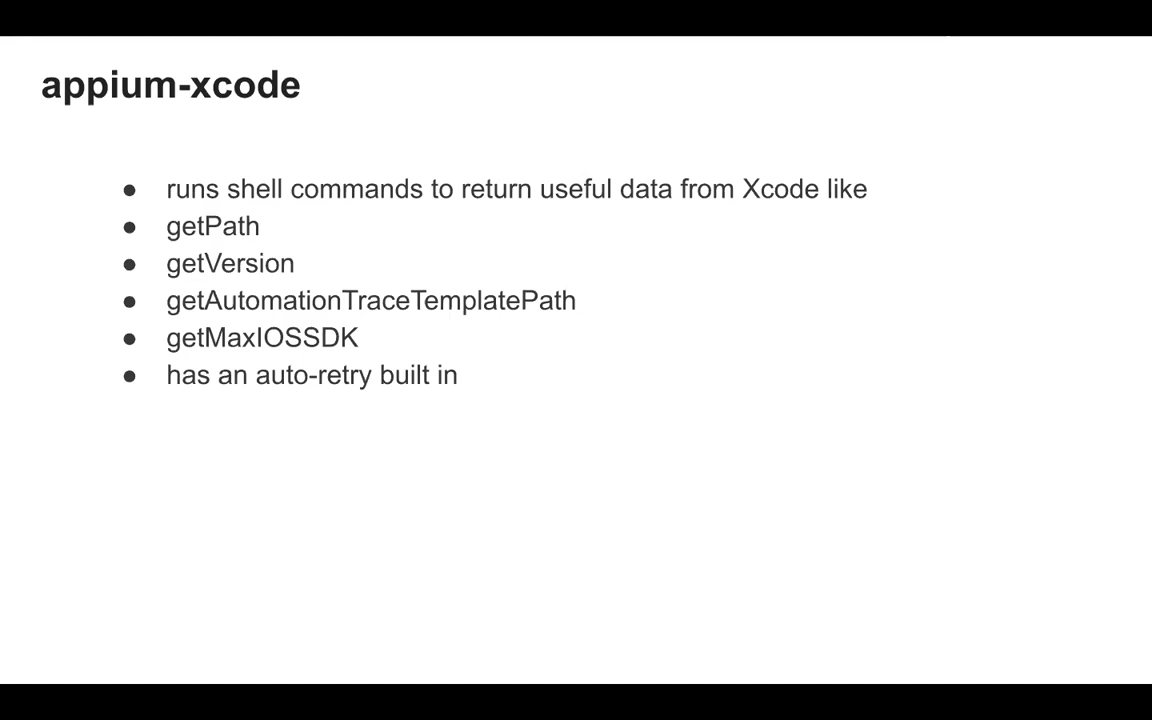 appium-xcode
● runs shell commands to return useful data from Xcode like
● getPath
● getVersion
● getAutomationTraceTemplatePath
● getMaxIOSSDK
● has an auto-retry built in